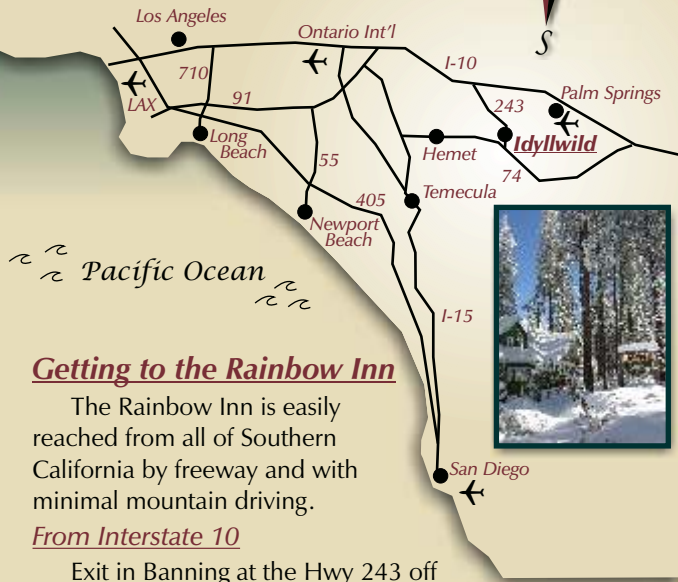 S
Los Angeles
Ontario Int'l
I-10
710
LAX
91
243
Palm Springs
Long
Beach
55
Hemet
Idyllwild
74
405
Temecula
Newport
Beach
Pacific Ocean
I-15
Getting to the Rainbow Inn
The Rainbow Inn is easily
reached from all of Southern
California by freeway and with
minimal mountain driving.
San Diego
From Interstate 10
Exit in Banning at the Hwy 243 off